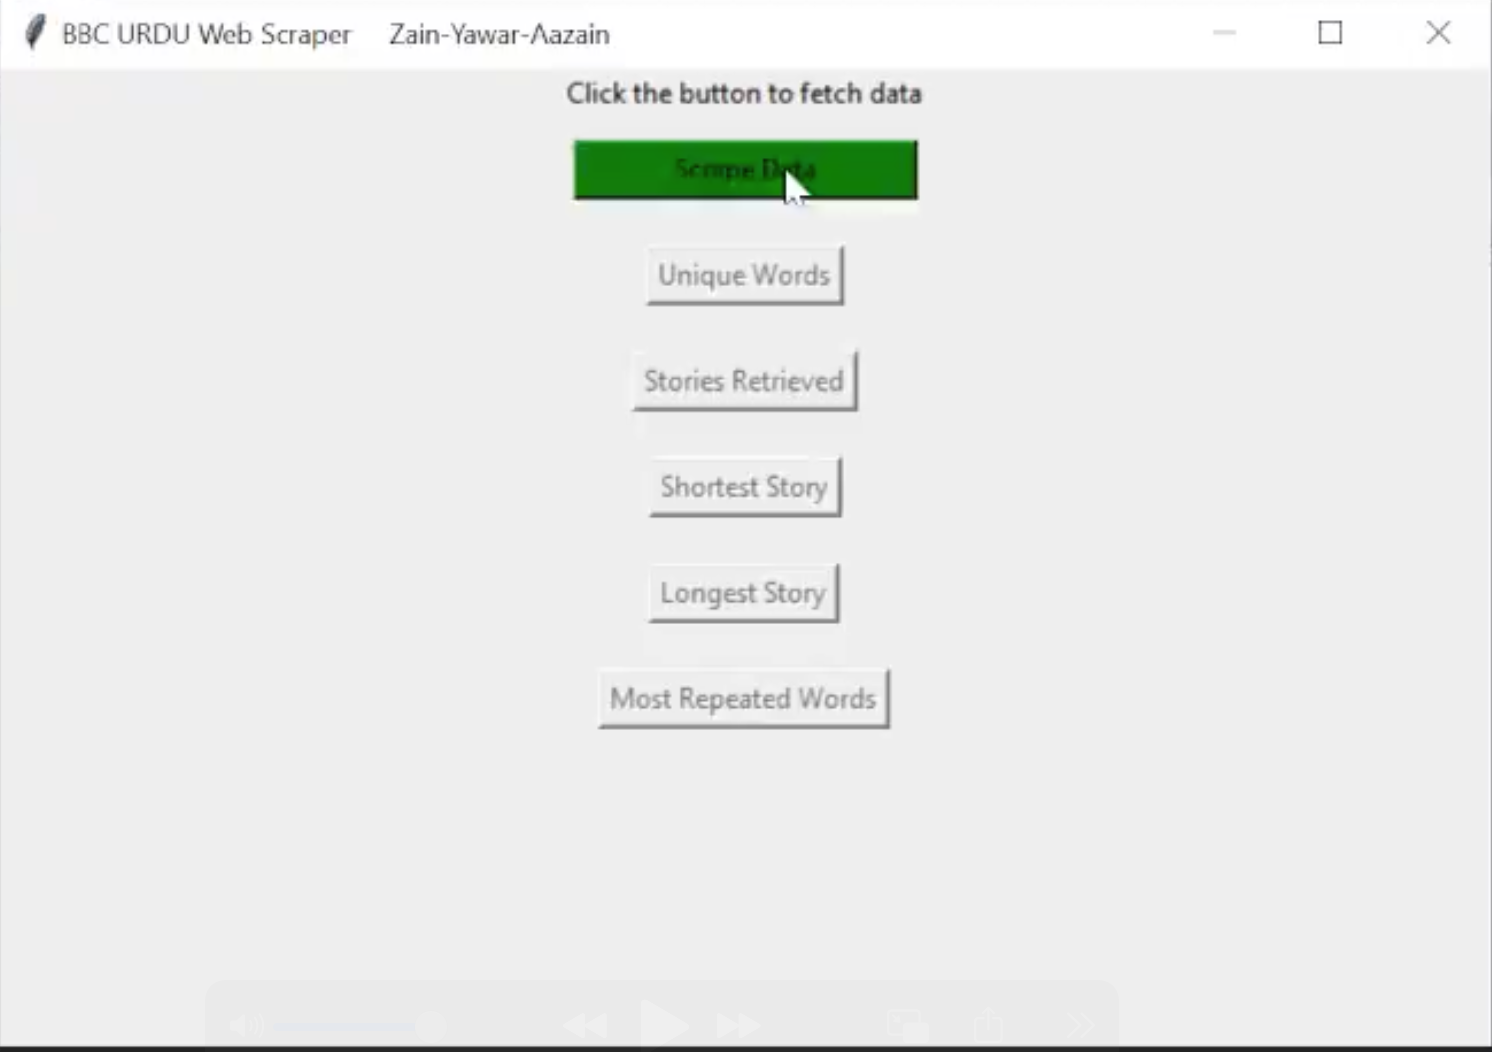 BBC URDU Web Scraper Zain-Yawar-Aazain
Click the button to fetch data
Scrape Data
Unique Words
Stories Retrieved
Shortest Story
Longest Story
Most Repeated Words